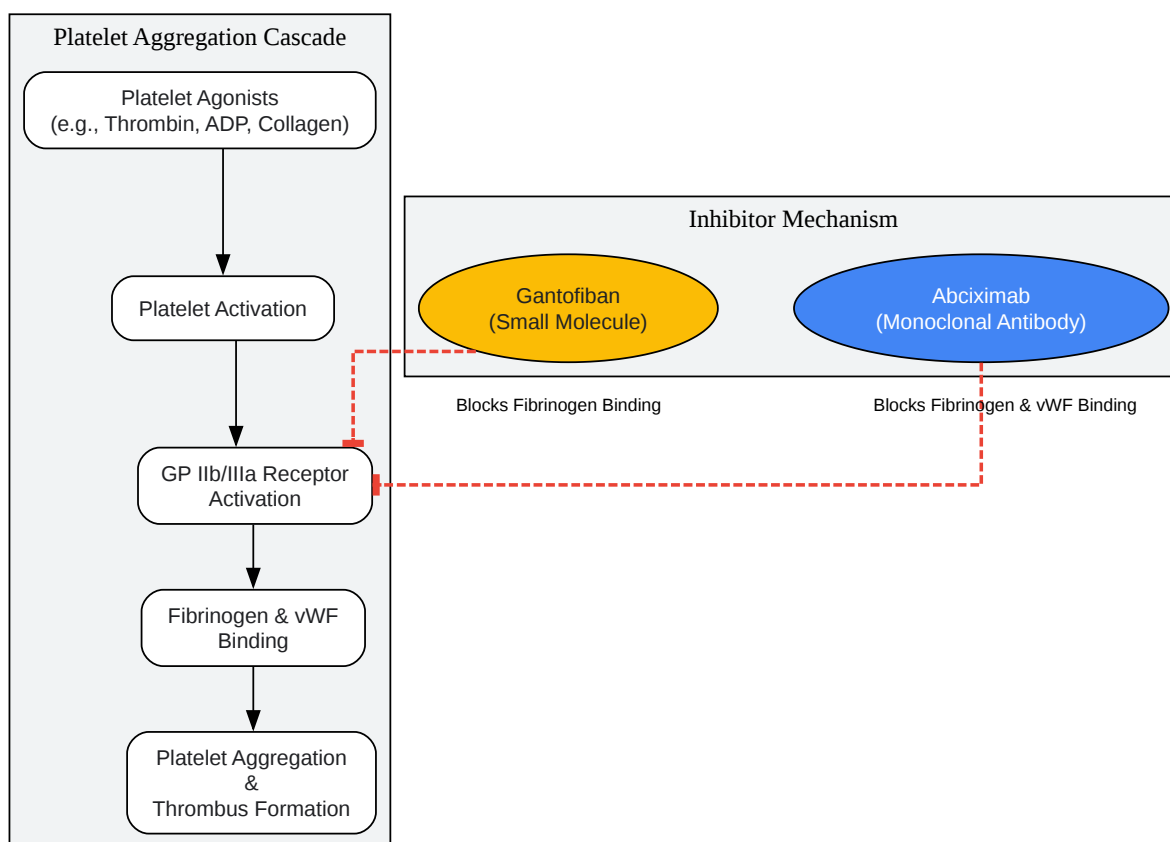 Platelet Aggregation Cascade
Platelet Agonists
(e.g., Thrombin, ADP, Collagen)
Platelet Activation
GP IIb/IIIa Receptor
Activation
Fibrinogen & vWF
Binding
Platelet Aggregation
&
Thrombus Formation
Inhibitor Mechanism
Gantofiban
(Small Molecule)
Abciximab
(Monoclonal Antibody)
Blocks Fibrinogen Binding
Blocks Fibrinogen & vWF Binding